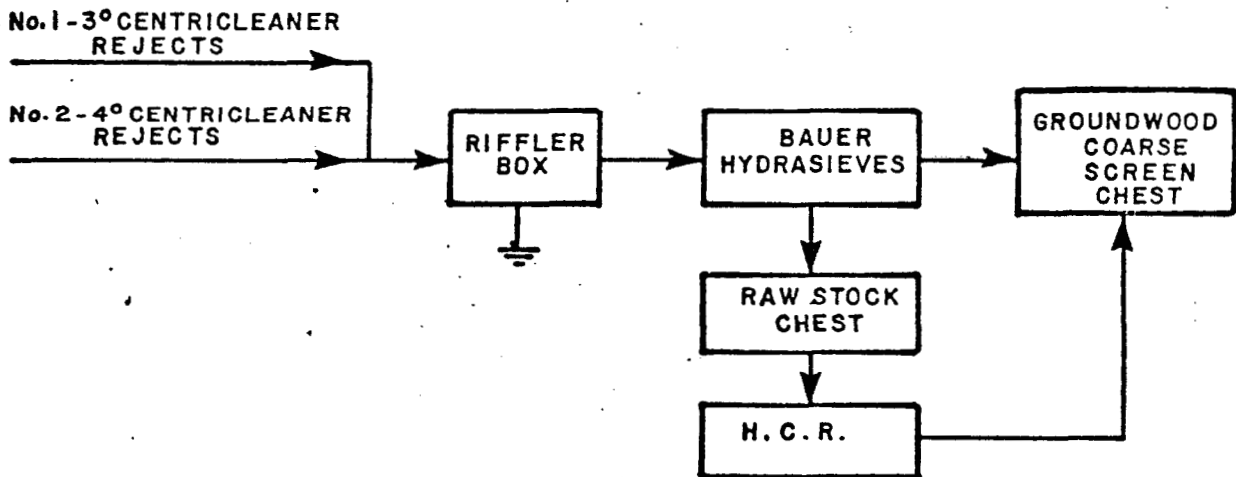 No. 1 - 3° CENTRICLEANER
REJECTS
No. 2 - 4° CENTRICLEANER
REJECTS
RIFFLER
BOX
BAUER
HYDRASIEVES
GROUNDWOOD
COARSE
SCREEN
CHEST
RAW STOCK
CHEST
H. C. R.